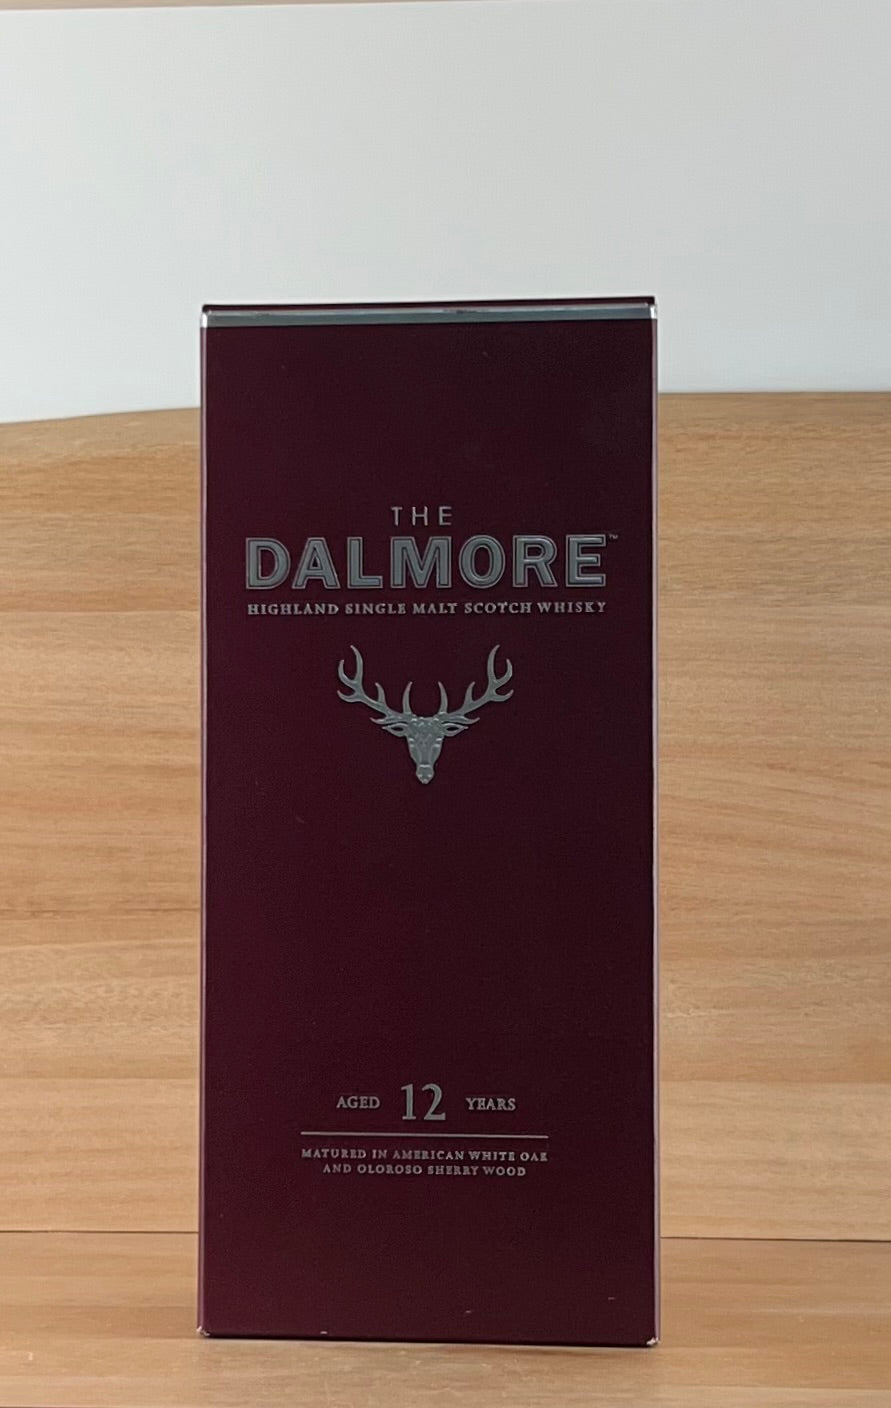 THE
DALMORE™
HIGHLAND SINGLE MALT SCOTCH WHISKY
AGED 12 YEARS
MATURED IN AMERICAN WHITE OAK
AND OLOROSO SHERRY WOOD